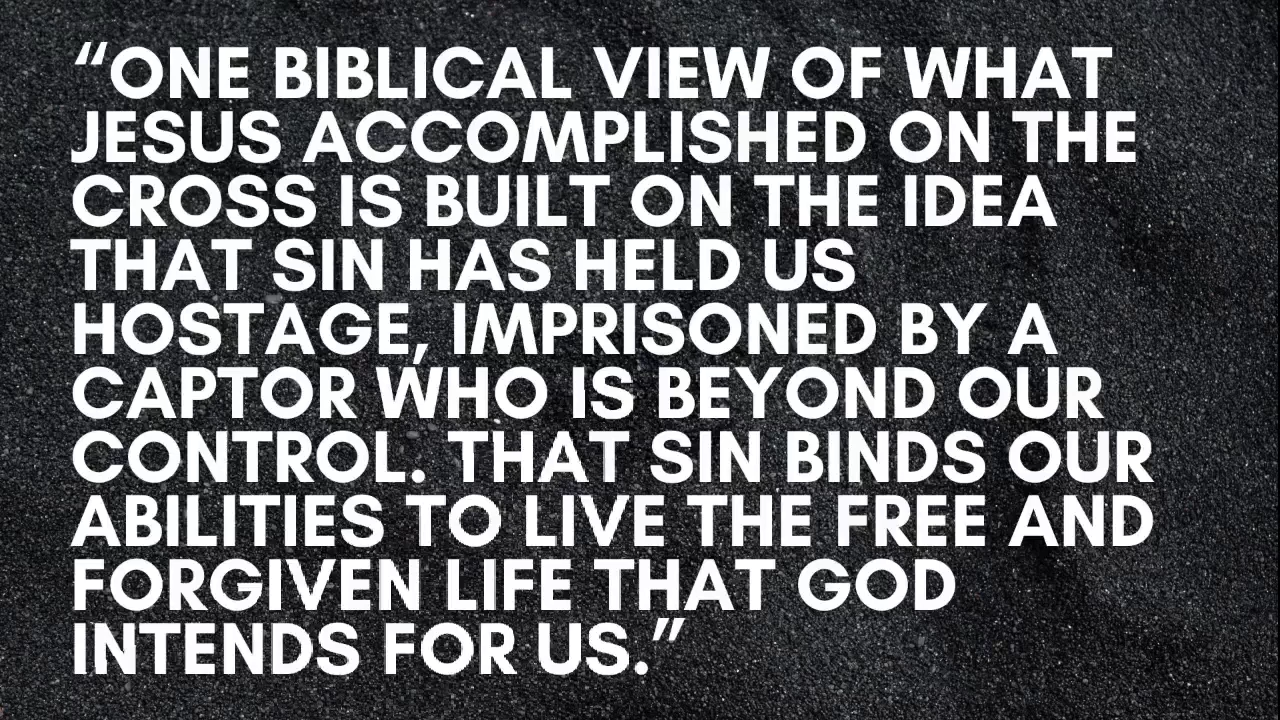 “ONE BIBLICAL VIEW OF WHAT
JESUS ACCOMPLISHED ON THE
CROSS IS BUILT ON THE IDEA
THAT SIN HAS HELD US
HOSTAGE, IMPRISONED BY A
CAPTOR WHO IS BEYOND OUR
CONTROL. THAT SIN BINDS OUR
ABILITIES TO LIVE THE FREE AND
FORGIVEN LIFE THAT GOD
INTENDS FOR US.”